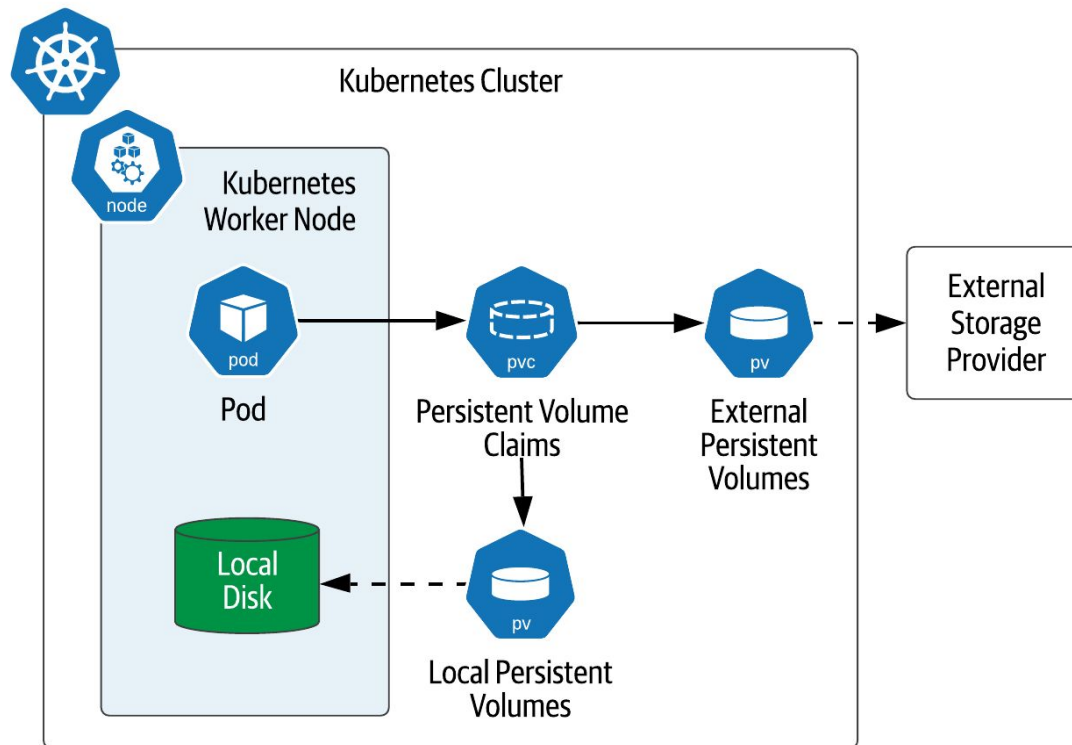 Kubernetes Cluster
node
Kubernetes
Worker Node
pod
Pod
pvc
Persistent Volume
Claims
pv
External
Persistent
Volumes
External
Storage
Provider
Local
Disk
pv
Local Persistent
Volumes